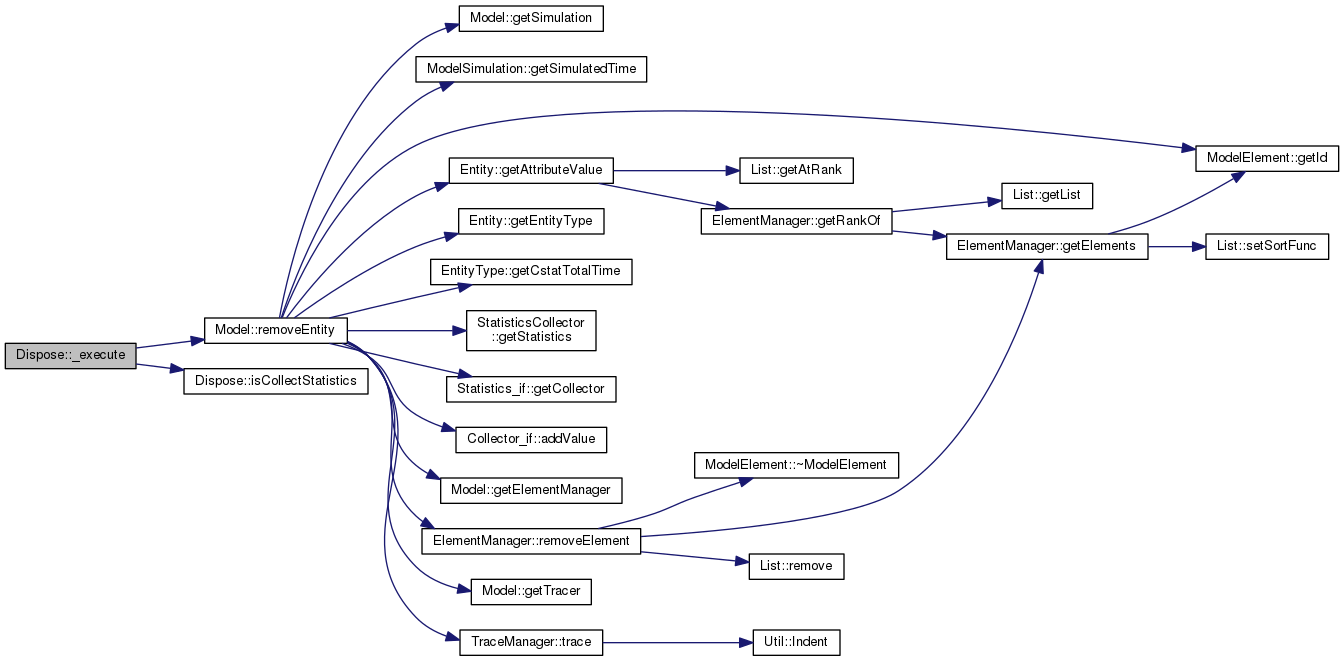 Model::getSimulation
ModelSimulation::getSimulatedTime
ModelElement::getId
Entity::getAttributeValue
List::getAtRank
List::getList
Entity::getEntityType
ElementManager::getRankOf
ElementManager::getElements
List::setSortFunc
EntityType::getCstatTotalTime
Model::removeEntity
StatisticsCollector
::getStatistics
Dispose::_execute
Dispose::isCollectStatistics
Statistics_if::getCollector
Collector_if::addValue
ModelElement::~ModelElement
Model::getElementManager
ElementManager::removeElement
List::remove
Model::getTracer
TraceManager::trace
Util::Indent